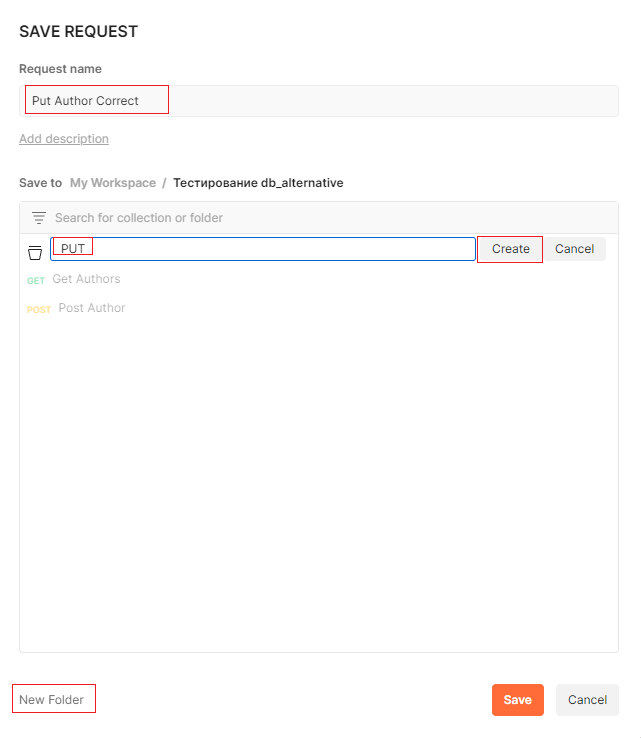 SAVE REQUEST
Request name
Put Author Correct
Add description
Save to My Workspace / Тестирование db_alternative
Search for collection or folder
PUT Create Cancel
GET Get Authors
POST Post Author
New Folder Save Cancel